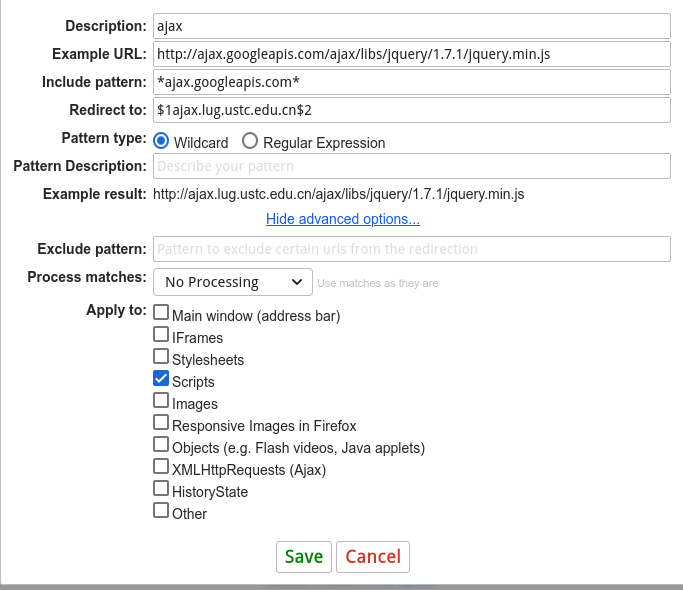 Description: ajax
Example URL: http://ajax.googleapis.com/ajax/libs/jquery/1.7.1/jquery.min.js
Include pattern: *ajax.googleapis.com*
Redirect to: $1ajax.lug.ustc.edu.cn$2
Pattern type: Wildcard Regular Expression
Pattern Description: Describe your pattern
Example result: http://ajax.lug.ustc.edu.cn/ajax/libs/jquery/1.7.1/jquery.min.js
Hide advanced options...
Exclude pattern: Pattern to exclude certain urls from the redirection
Process matches: No Processing Use matches as they are
Apply to: Main window (address bar)
IFrames
Stylesheets
Scripts
Images
Responsive Images in Firefox
Objects (e.g. Flash videos, Java applets)
XMLHttpRequests (Ajax)
HistoryState
Other
Save Cancel